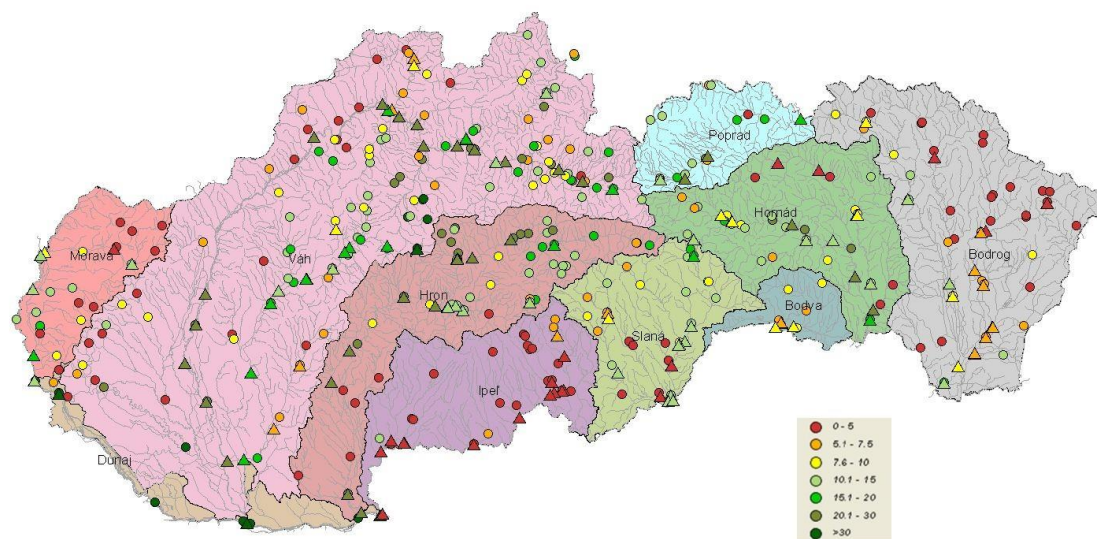 Poprad
Hornád
Morava
Váh
Bodrog
Hron
Bodva
Slaná
Ipeľ
Dunaj
0 - 5
5.1 - 7.5
7.6 - 10
10.1 - 15
15.1 - 20
20.1 - 30
>30